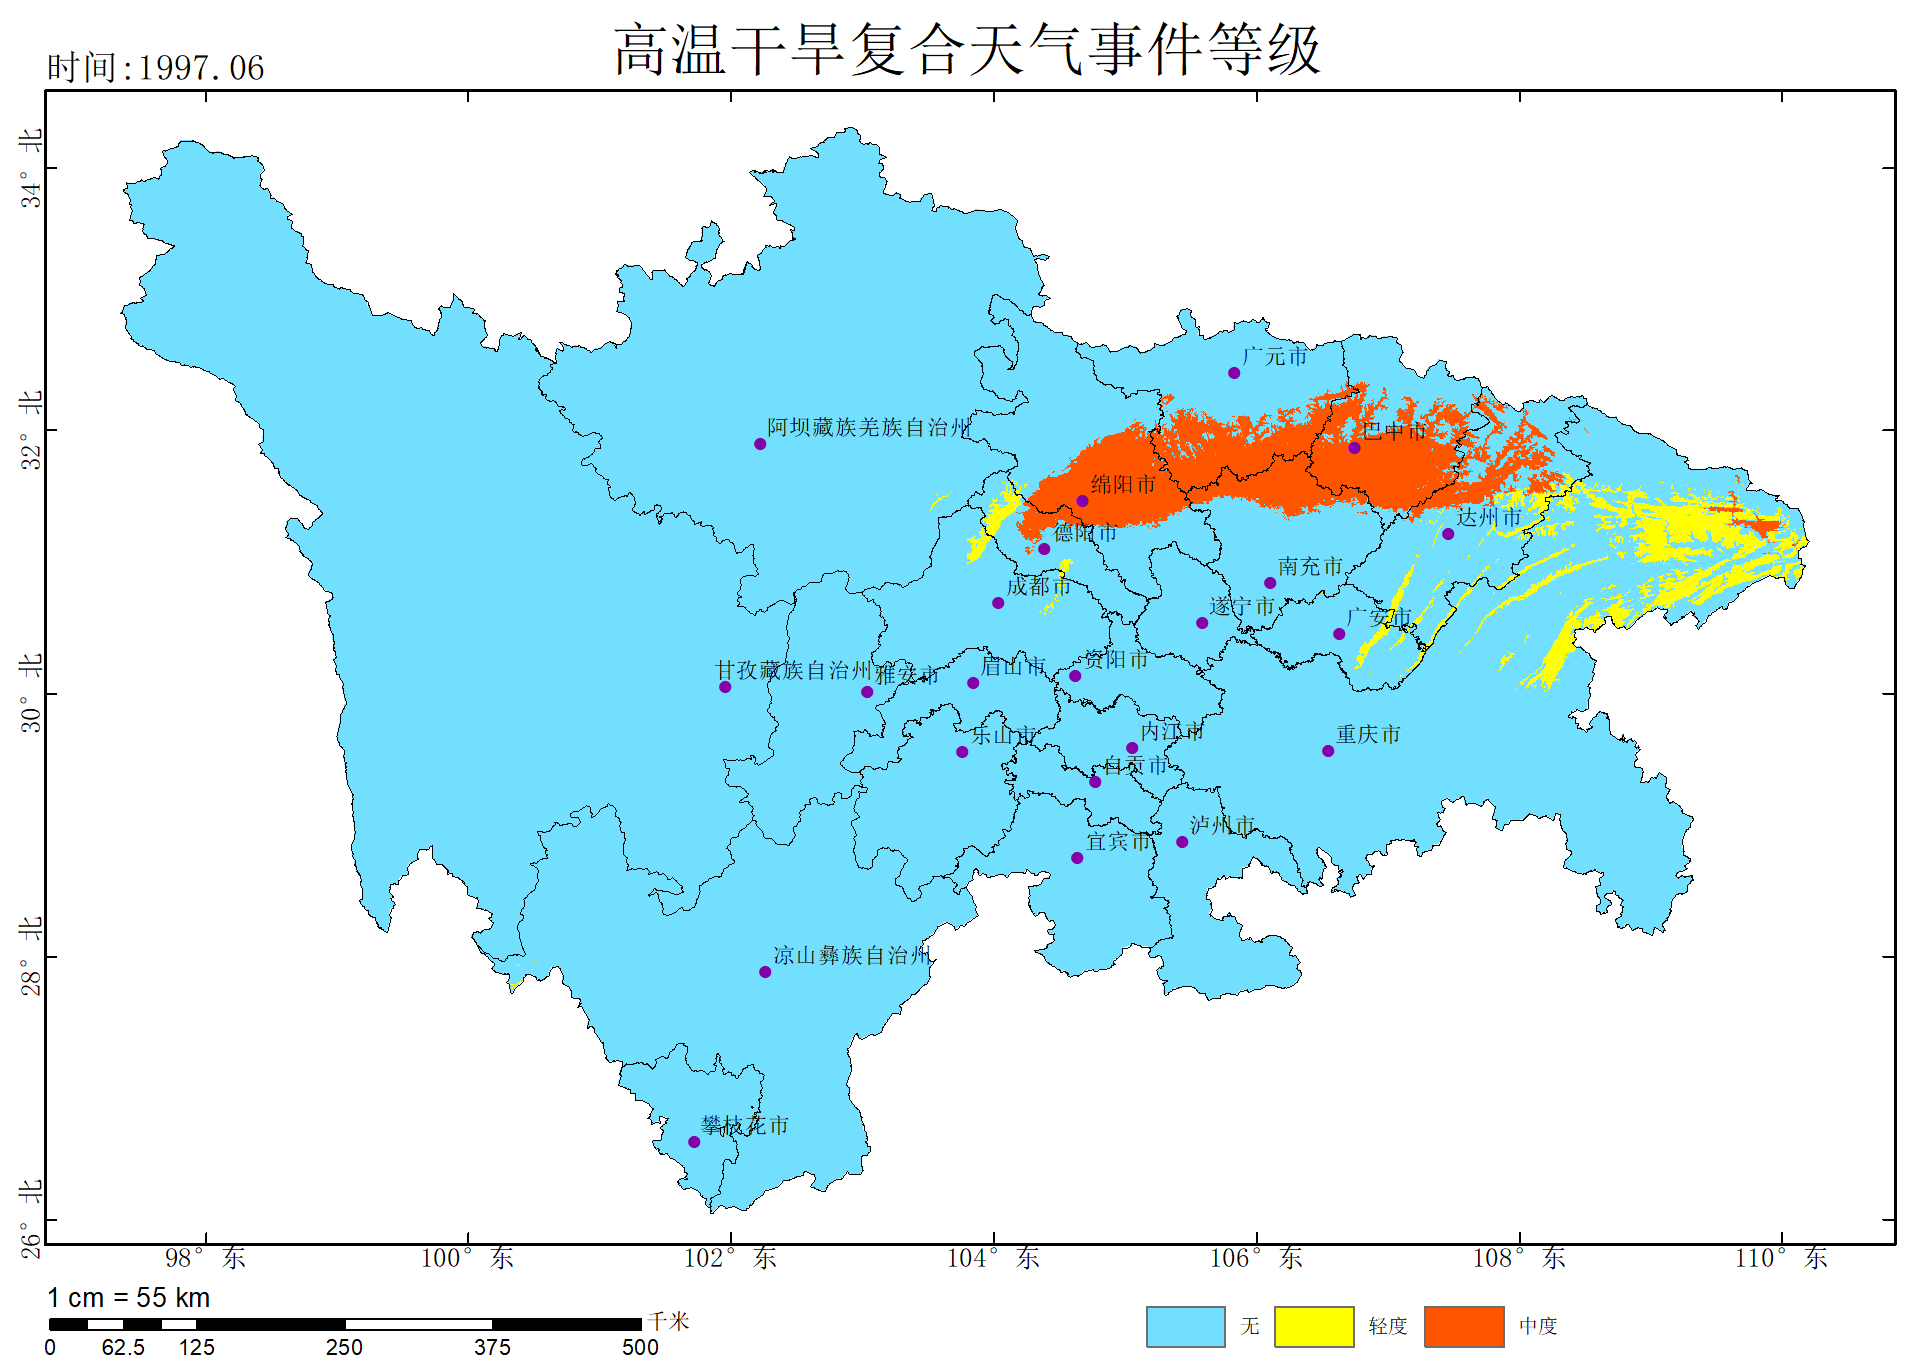 高温干旱复合天气事件等级
时间:1997.06
34° 北
32° 北
30° 北
28° 北
26° 北
广元市
阿坝藏族羌族自治州
巴中市
绵阳市
达州市
德阳市
南充市
成都市
遂宁市
广安市
甘孜藏族自治州
雅安市
眉山市
资阳市
乐山市
内江市
重庆市
自贡市
泸州市
宜宾市
凉山彝族自治州
攀枝花市
98° 东 100° 东 102° 东 104° 东 106° 东 108° 东 110° 东
1 cm = 55 km
千米
0 62.5 125 250 375 500
无 轻度 中度